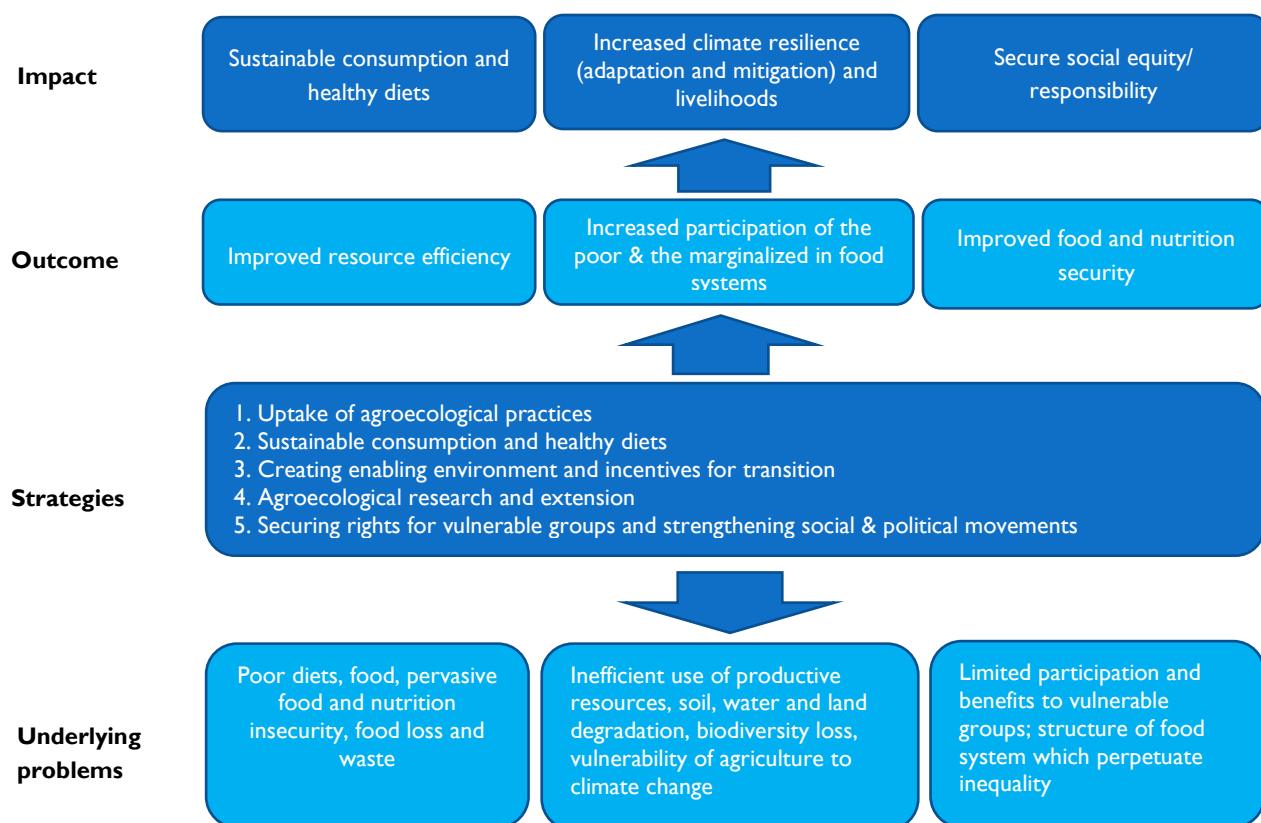 Impact
Sustainable consumption and
healthy diets
Increased climate resilience
(adaptation and mitigation) and
livelihoods
Secure social equity/
responsibility
Outcome
Improved resource efficiency
Increased participation of the
poor & the marginalized in food
systems
Improved food and nutrition
security
Strategies
1. Uptake of agroecological practices
2. Sustainable consumption and healthy diets
3. Creating enabling environment and incentives for transition
4. Agroecological research and extension
5. Securing rights for vulnerable groups and strengthening social & political movements
Underlying
problems
Poor diets, food, pervasive
food and nutrition
insecurity, food loss and
waste
Inefficient use of productive
resources, soil, water and land
degradation, biodiversity loss,
vulnerability of agriculture to
climate change
Limited participation and
benefits to vulnerable
groups; structure of food
system which perpetuate
inequality